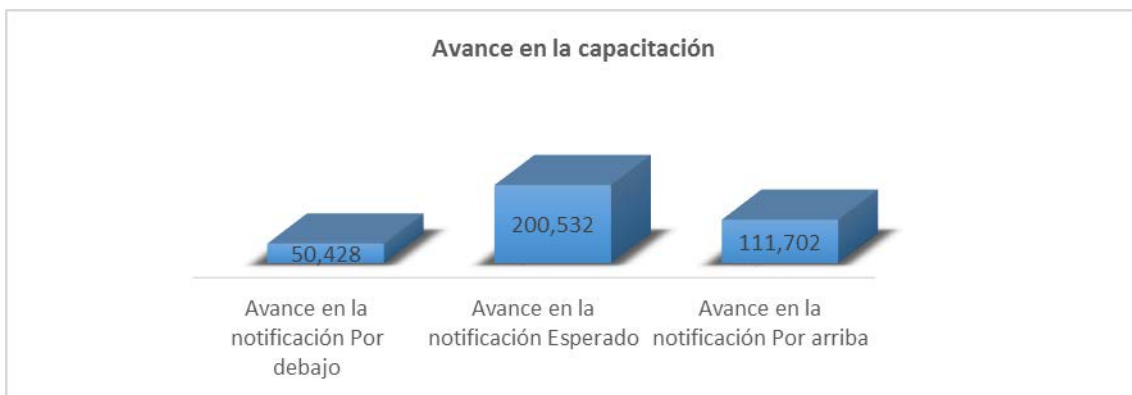 Avance en la capacitación
50,428
200,532
111,702
Avance en la
notificación Por
debajo
Avance en la
notificación Esperado
Avance en la
notificación Por arriba